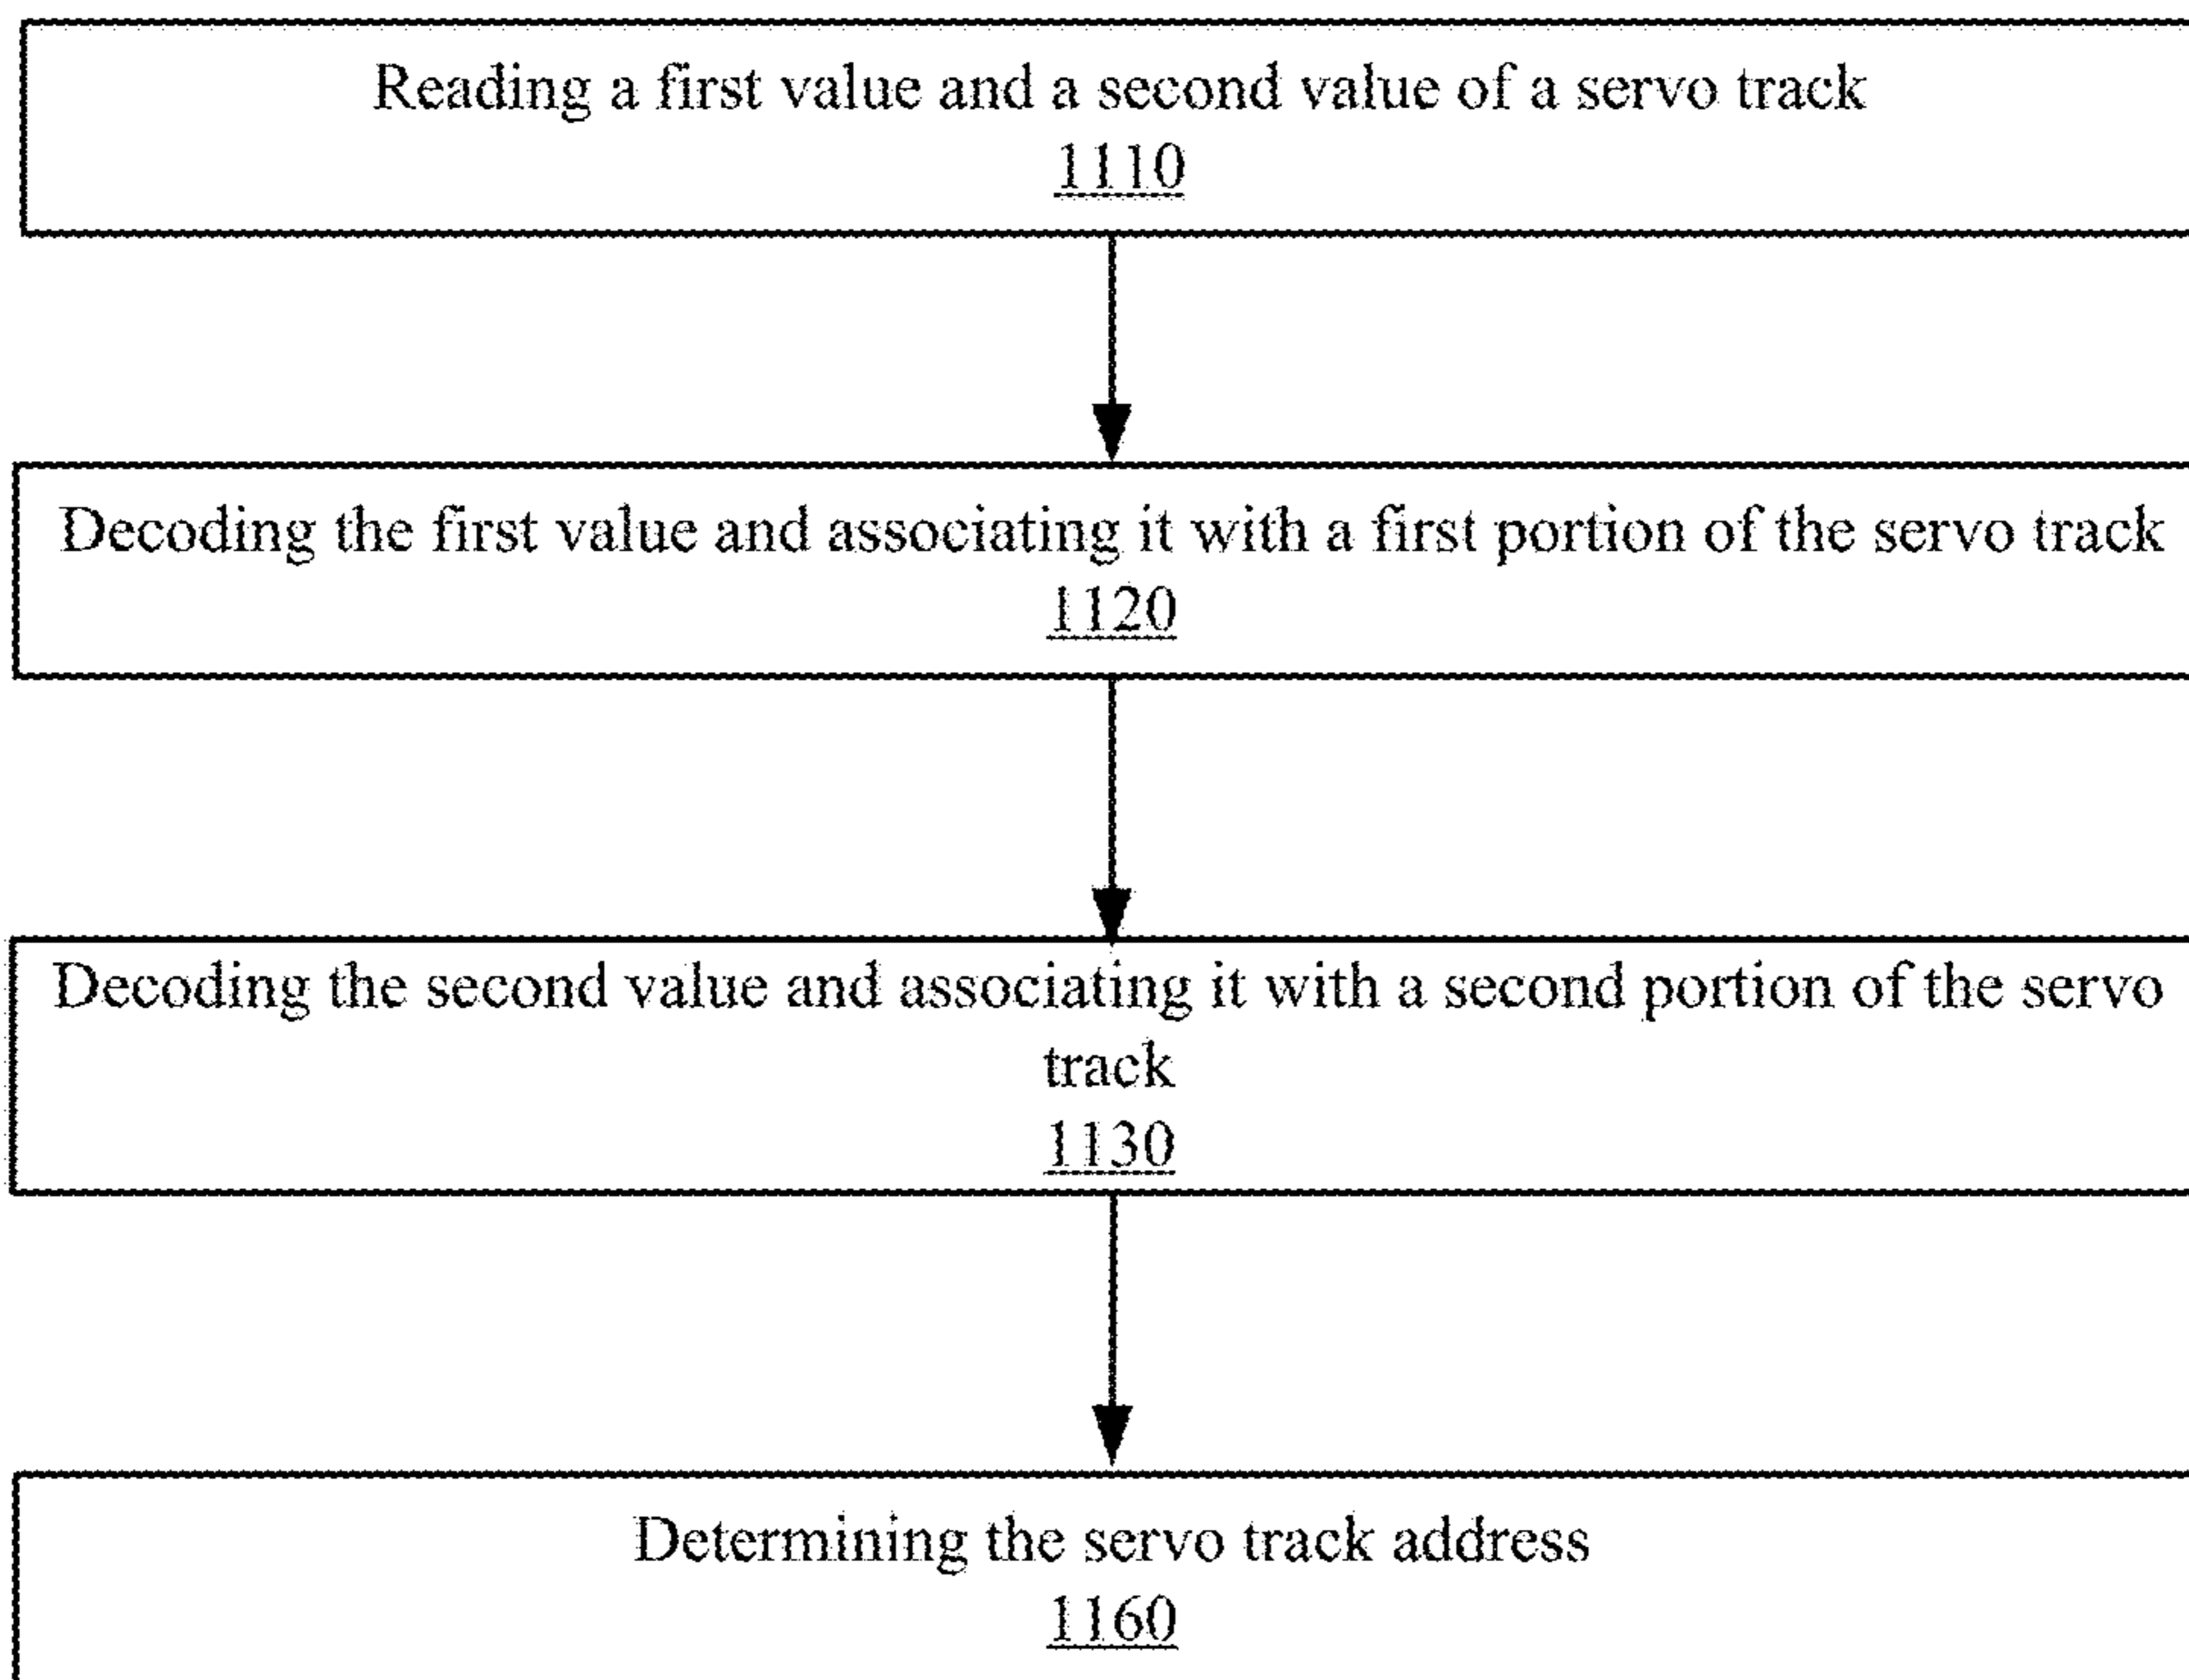 Reading a first value and a second value of a servo track
1110
Decoding the first value and associating it with a first portion of the servo track
1120
Decoding the second value and associating it with a second portion of the servo
track
1130
Determining the servo track address
1160